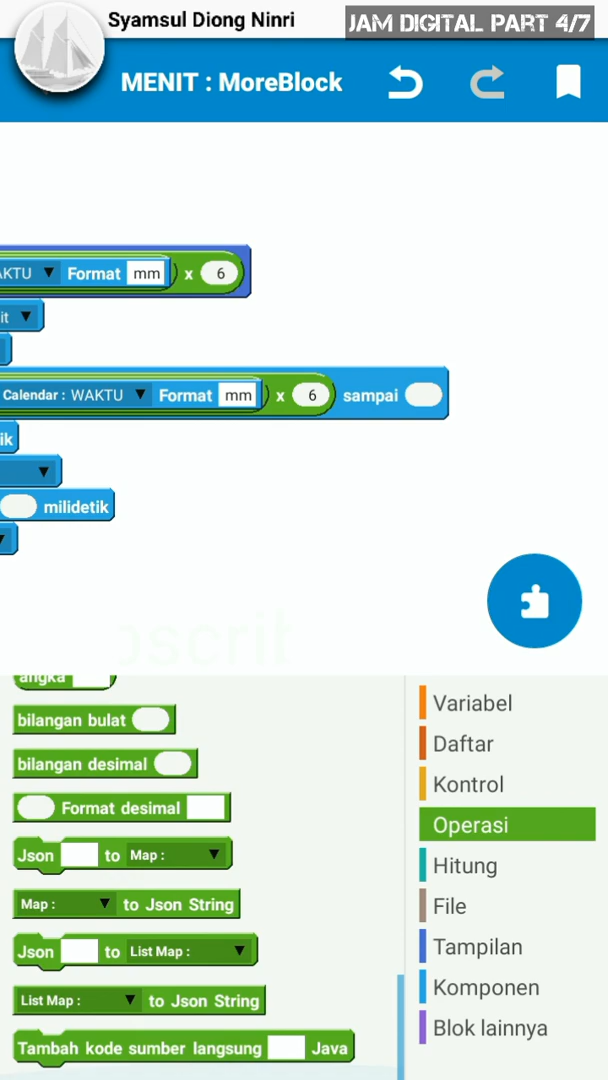 Syamsul Diong Ninri
JAM DIGITAL PART 4/7
MENIT : MoreBlock
AKTU Format mm ) x 6
it
Calendar : WAKTU Format mm ) x 6 sampai
ik
milidetik
angka
bilangan bulat
bilangan desimal
Format desimal
Json to Map :
Map : to Json String
Json to List Map :
List Map : to Json String
Tambah kode sumber langsung Java
Variabel
Daftar
Kontrol
Operasi
Hitung
File
Tampilan
Komponen
Blok lainnya